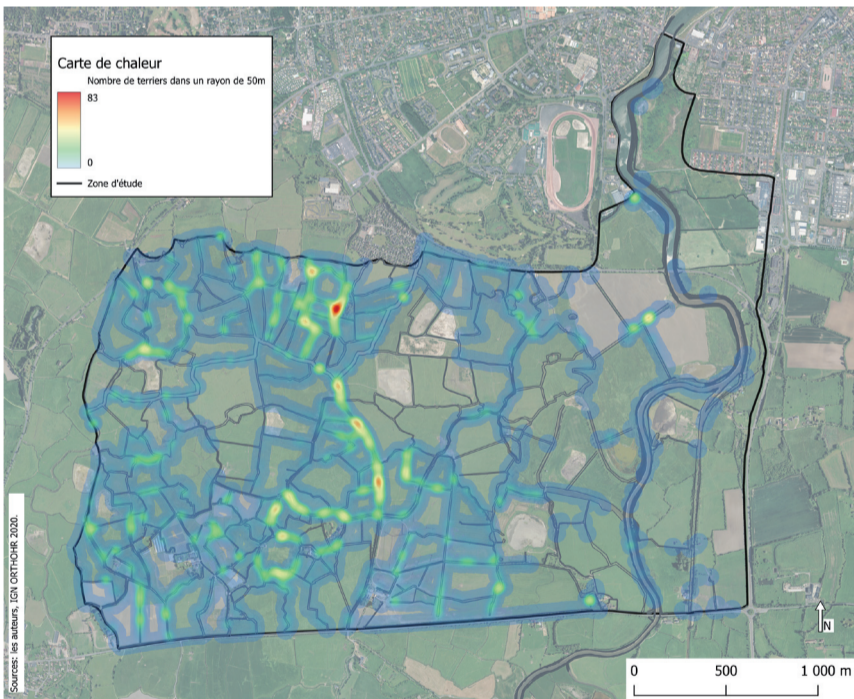 Carte de chaleur
Nombre de terriers dans un rayon de 50m
83
0
Zone d'étude
Sources: les auteurs, IGN ORTHOHR 2020.
N
0 500 1 000 m